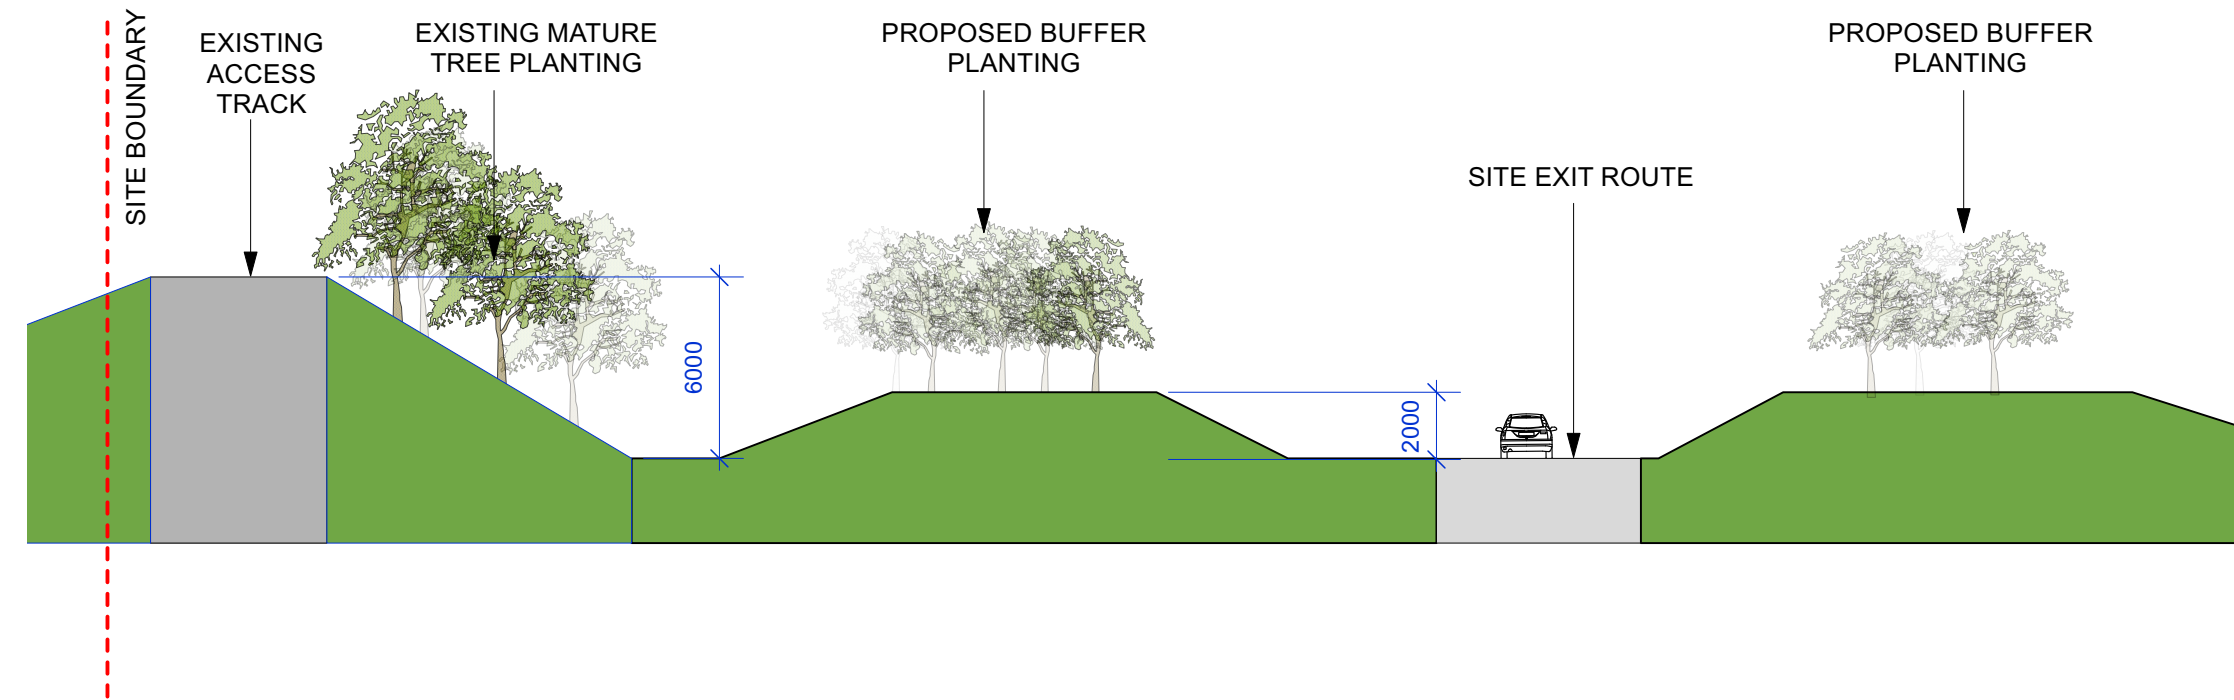 SITE BOUNDARY
EXISTING
ACCESS
TRACK
EXISTING MATURE
TREE PLANTING
PROPOSED BUFFER
PLANTING
SITE EXIT ROUTE
PROPOSED BUFFER
PLANTING
6000
2000